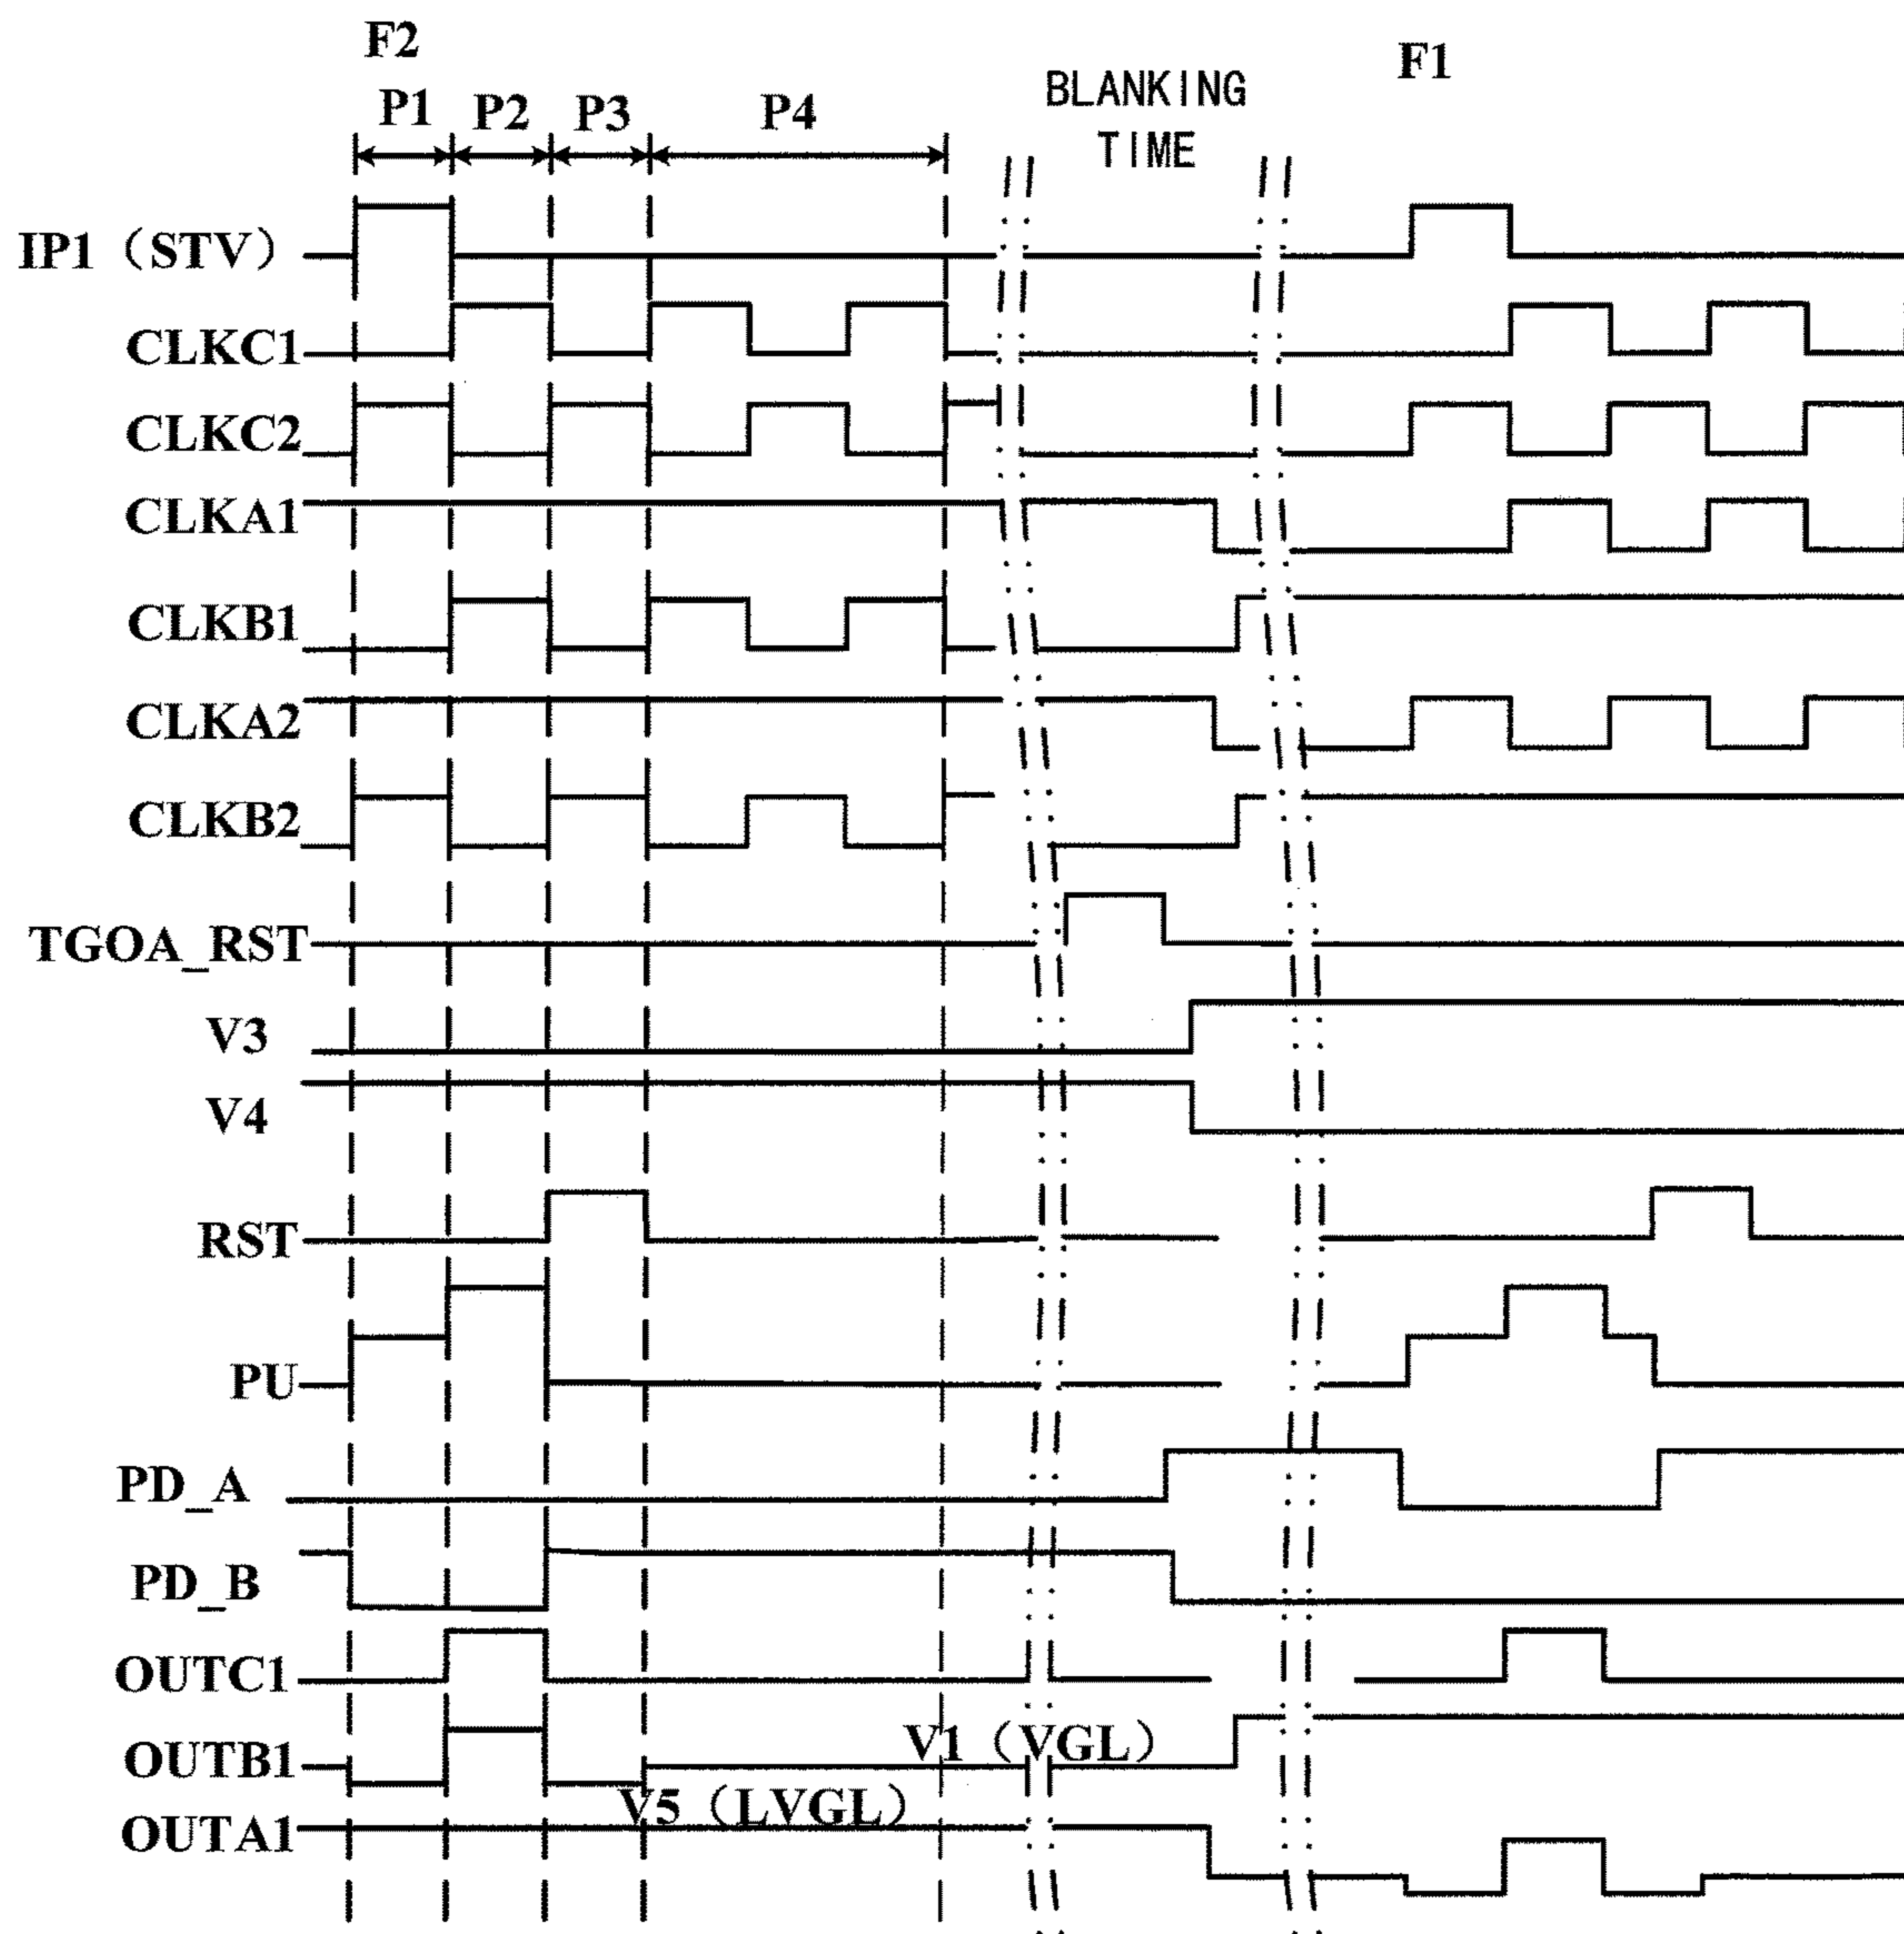 F2
F1
P1 P2 P3 P4
BLANKING
TIME
IP1（STV）
CLKC1
CLKC2
CLKA1
CLKB1
CLKA2
CLKB2
TGOA_RST
V3
V4
RST
PU
PD_A
PD_B
OUTC1
V1（VGL）
OUTB1
V5（LVGL）
OUTA1